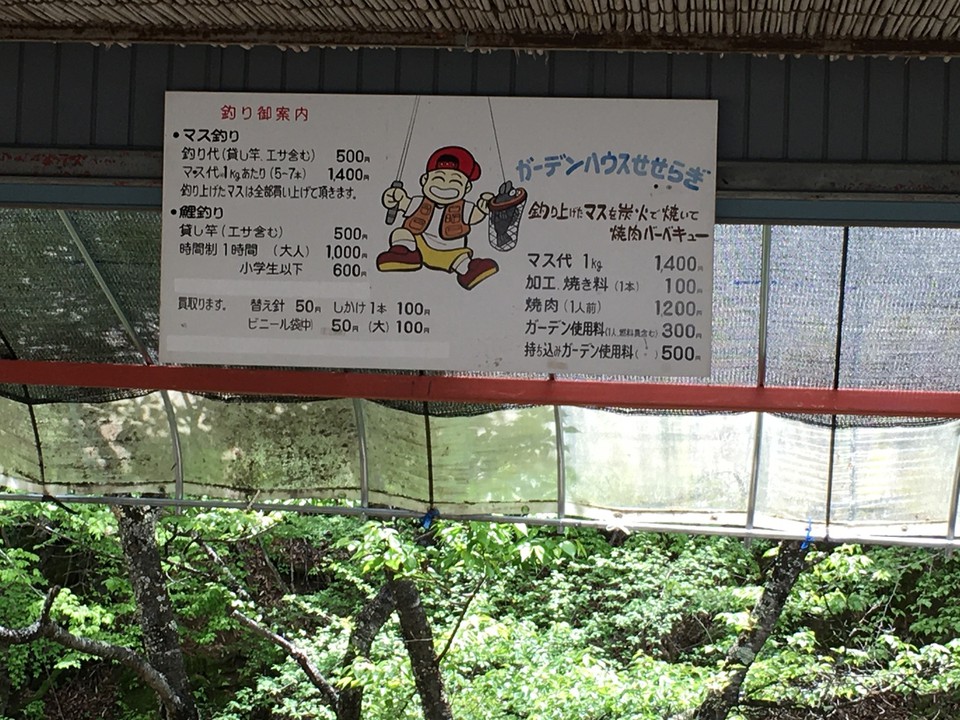 釣り御案内
•マス釣り
釣り代(貸し竿、エサ含む) 500円
マス代は1kgあたり(5-7本) 1,400円
釣り上げたマスは全部買い上げて頂きます。
•鯉釣り
貸し竿(エサ含む) 500円
時間制1時間 (大人) 1,000円
小学生以下 600円
買取ります。 替え針 50円 しかけ1本 100円
ビニール袋(中) 50円 (大) 100円
ガーデンハウスせせらぎ
釣り上げたマスを炭火で焼いて
焼肉バーベキュー
マス代 1kg 1,400円
加工、焼き料(1本) 100円
焼肉(1人前) 1,200円
ガーデン使用料(1人、燃料費含む) 300円
持ち込みガーデン使用料( ) 500円